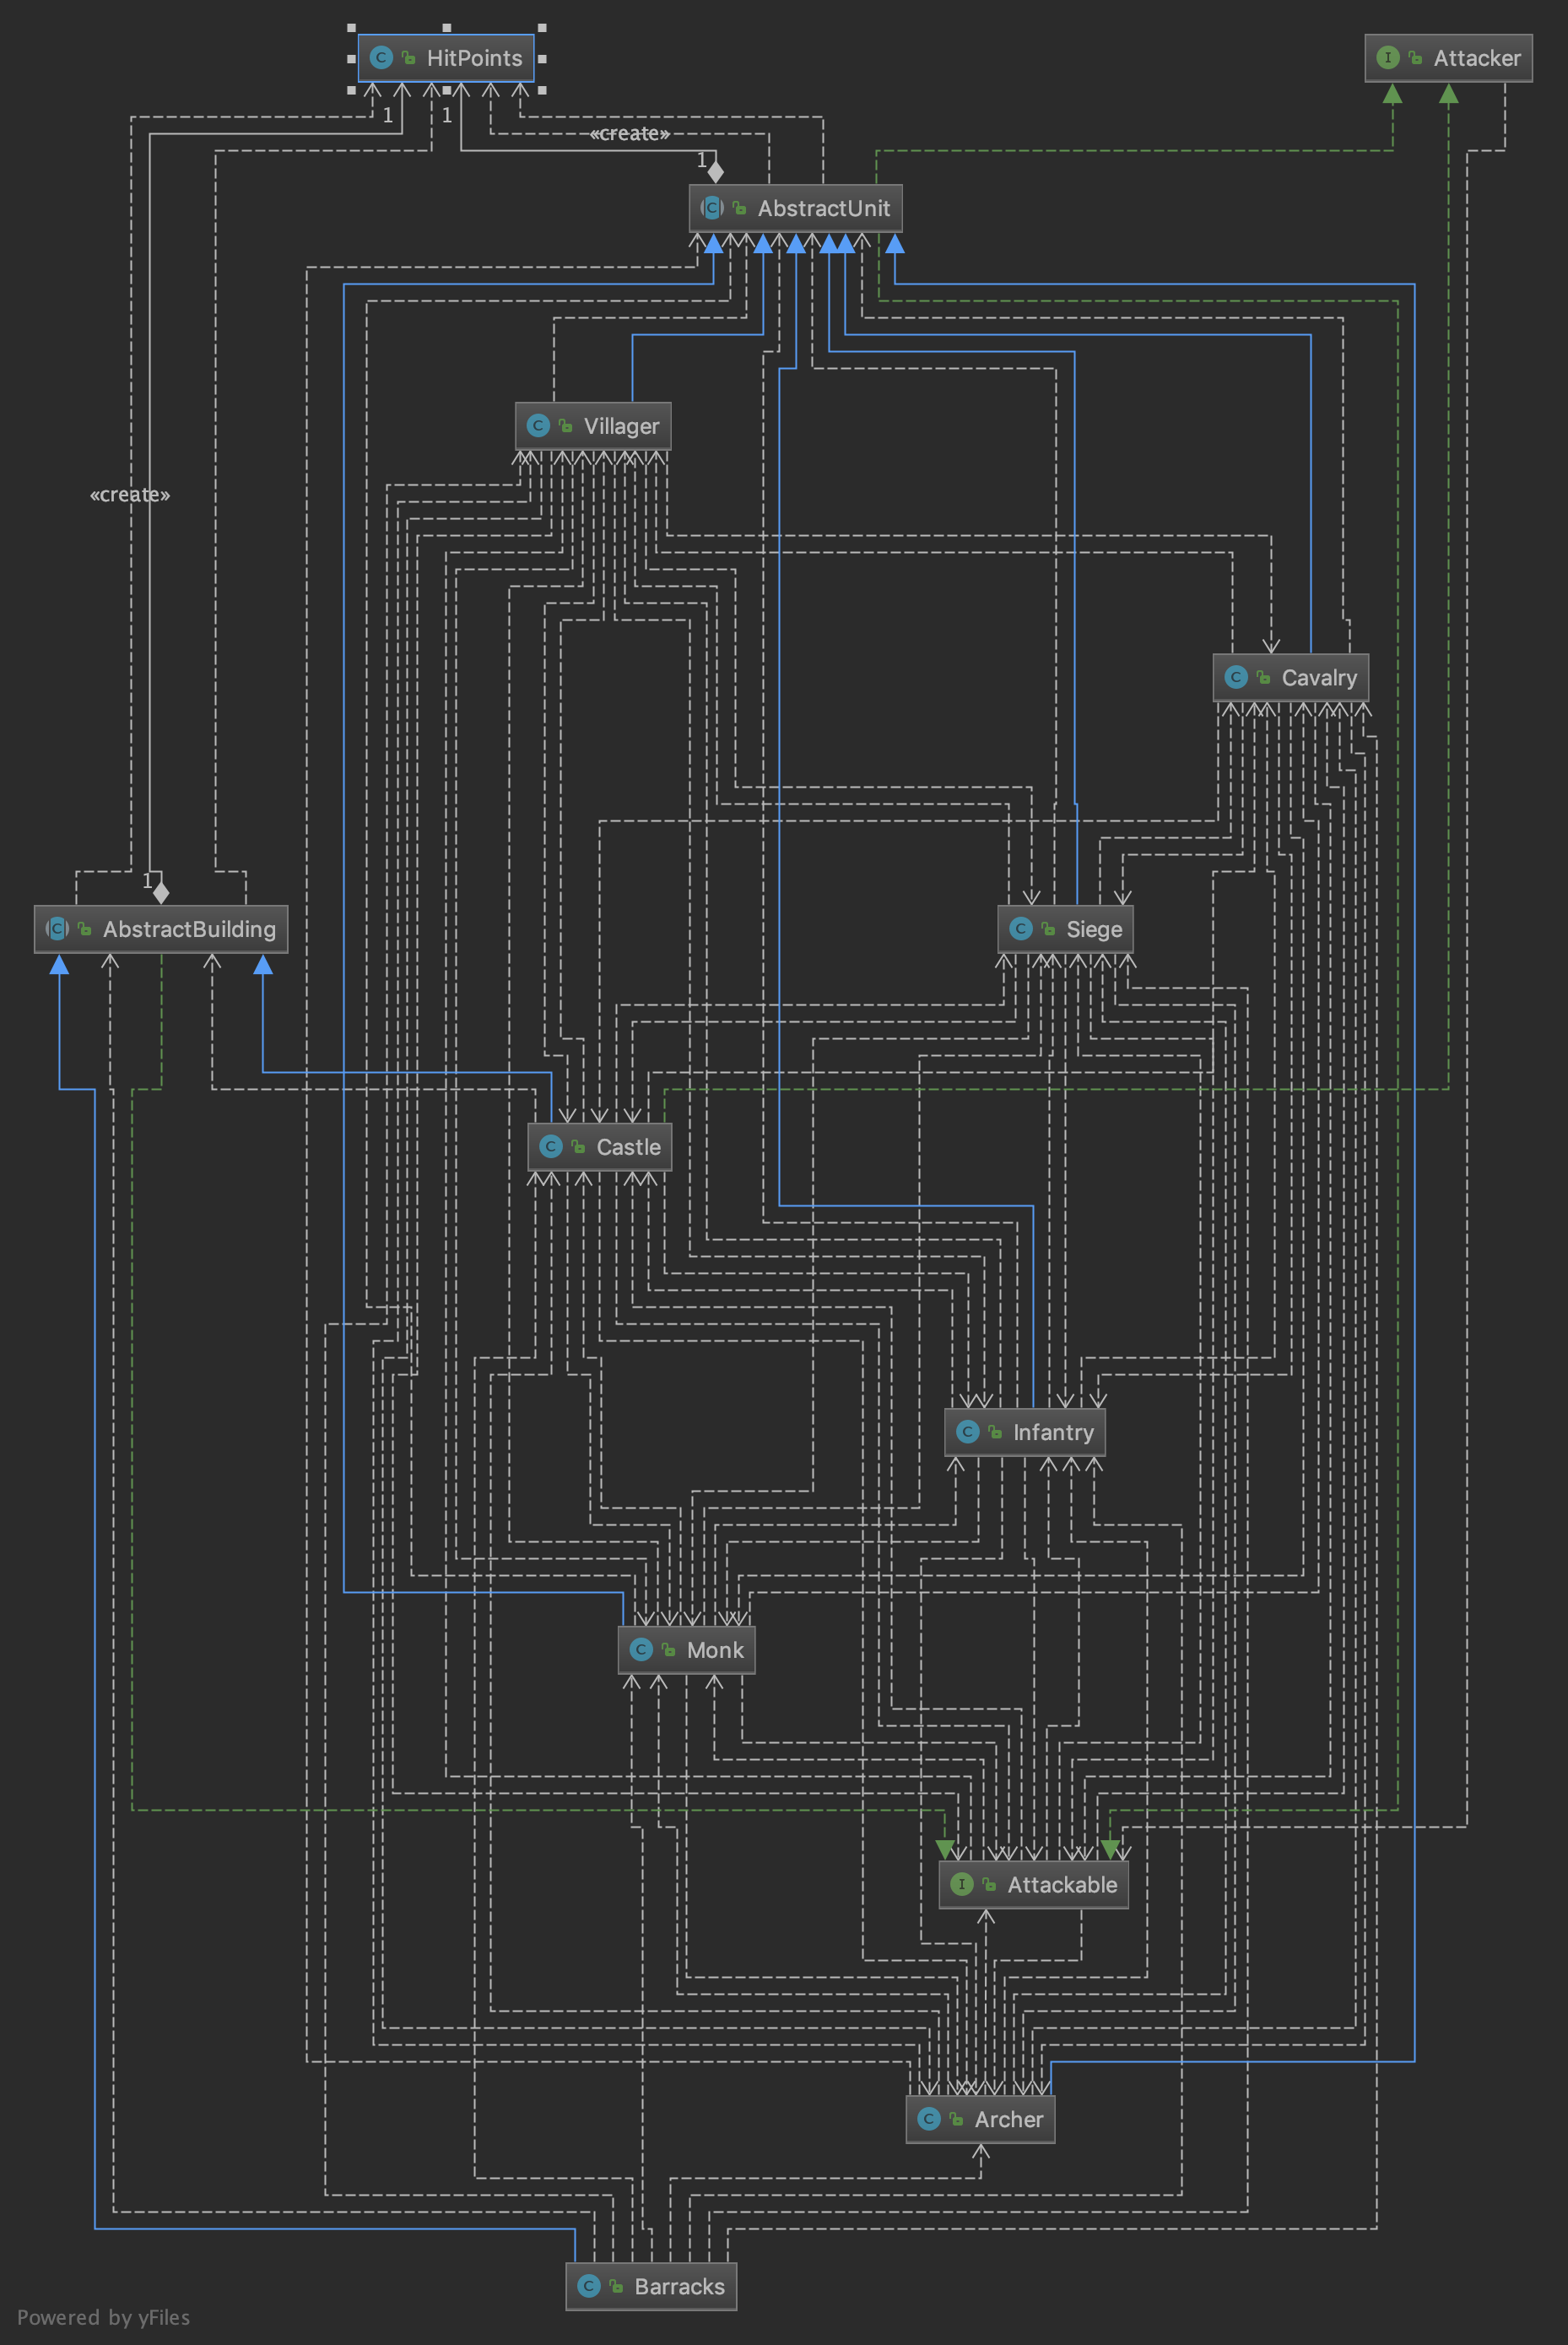 C HitPoints
I Attacker
1
1
«create»
1
C AbstractUnit
C Villager
«create»
C Cavalry
1
C AbstractBuilding
C Siege
C Castle
C Infantry
C Monk
I Attackable
C Archer
C Barracks
Powered by yFiles